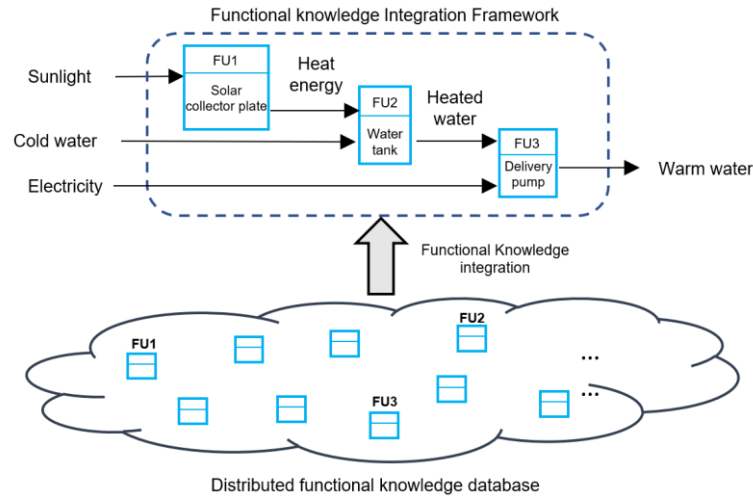 Functional knowledge Integration Framework
Sunlight
FU1
Solar
collector plate
Heat
energy
FU2
Water
tank
Heated
water
Cold water
FU3
Delivery
pump
Electricity
Warm water
Functional Knowledge
integration
FU1
FU2
...
FU3
...
Distributed functional knowledge database